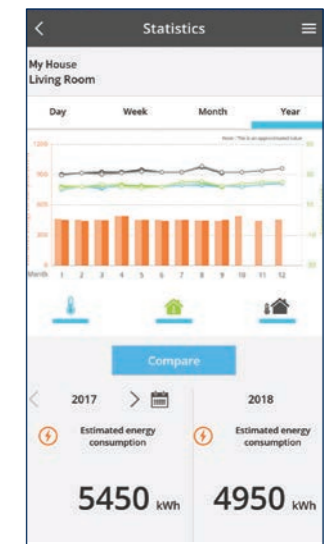 Statistics
My House
Living Room
Day Week Month Year
Note : This is an approximated value
1200
900
600
300
0
Month 1 2 3 4 5 6 7 8 9 10 11 12
Compare
2017 2018
Estimated energy consumption Estimated energy consumption
5450 kWh 4950 kWh